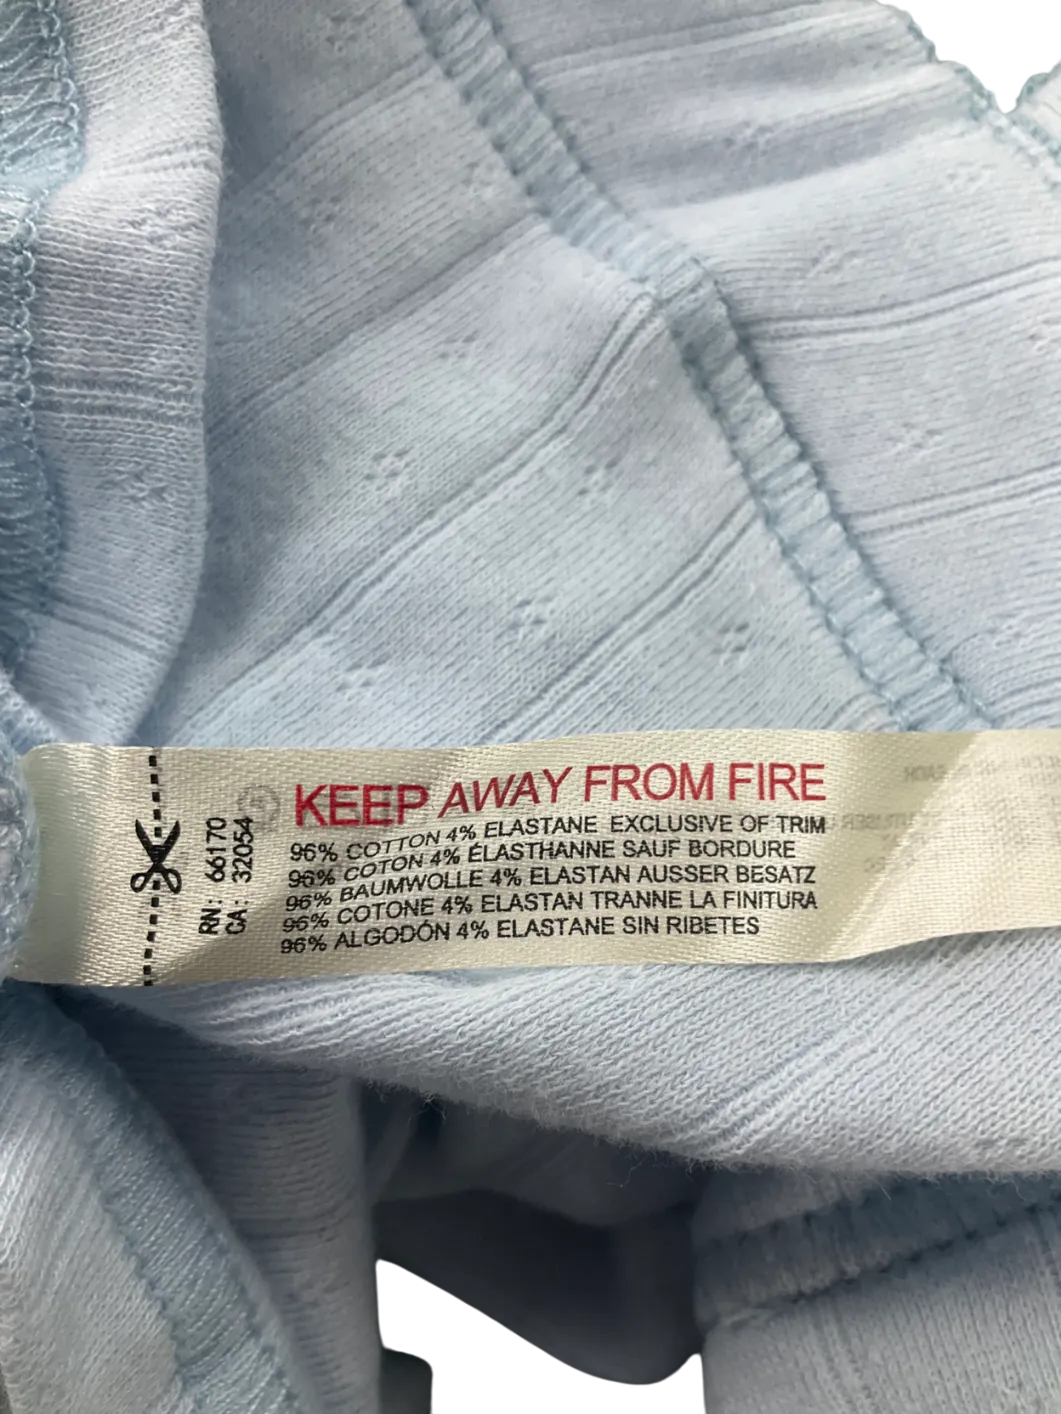 RN: 66170
CA: 32054
KEEP AWAY FROM FIRE
96% COTTON 4% ELASTANE EXCLUSIVE OF TRIM
96% COTON 4% ÉLASTHANNE SAUF BORDURE
96% BAUMWOLLE 4% ELASTAN AUSSER BESATZ
96% COTONE 4% ELASTAN TRANNE LA FINITURA
96% ALGODÓN 4% ELASTANE SIN RIBETES